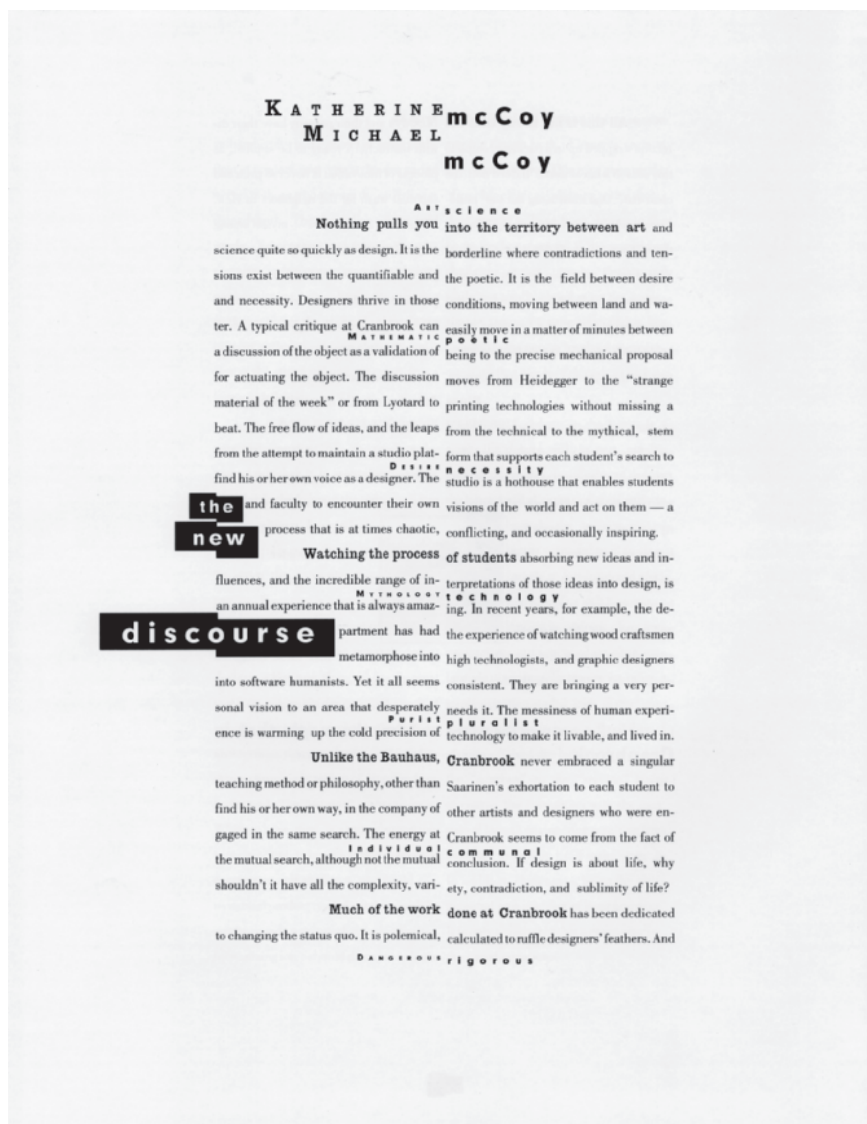 KATHERINE mcCoy
MICHAEL mcCoy
Art science
Nothing pulls you into the territory between art and
science quite so quickly as design. It is the borderline where contradictions and ten-
sions exist between the quantifiable and the poetic. It is the field between desire
and necessity. Designers thrive in those conditions, moving between land and wa-
ter. A typical critique at Cranbrook can easily move in a matter of minutes between
Mathematic poetic
a discussion of the object as a validation of being to the precise mechanical proposal
for actuating the object. The discussion moves from Heidegger to the “strange
material of the week” or from Lyotard to printing technologies without missing a
beat. The free flow of ideas, and the leaps from the technical to the mythical, stem
from the attempt to maintain a studio plat- form that supports each student’s search to
Desire necessity
find his or her own voice as a designer. The studio is a hothouse that enables students
the
and faculty to encounter their own visions of the world and act on them — a
new
process that is at times chaotic, conflicting, and occasionally inspiring.
Watching the process of students absorbing new ideas and in-
fluences, and the incredible range of in- terpretations of those ideas into design, is
Mythology technology
an annual experience that is always amaz- ing. In recent years, for example, the de-
discourse
partment has had the experience of watching wood craftsmen
metamorphose into high technologists, and graphic designers
into software humanists. Yet it all seems consistent. They are bringing a very per-
sonal vision to an area that desperately needs it. The messiness of human experi-
Purist pluralist
ence is warming up the cold precision of technology to make it livable, and lived in.
Unlike the Bauhaus, Cranbrook never embraced a singular
teaching method or philosophy, other than Saarinen’s exhortation to each student to
find his or her own way, in the company of other artists and designers who were en-
gaged in the same search. The energy at Cranbrook seems to come from the fact of
Individual communal
the mutual search, although not the mutual conclusion. If design is about life, why
shouldn’t it have all the complexity, vari- ety, contradiction, and sublimity of life?
Much of the work done at Cranbrook has been dedicated
to changing the status quo. It is polemical, calculated to ruffle designers’ feathers. And
Dangerous rigorous